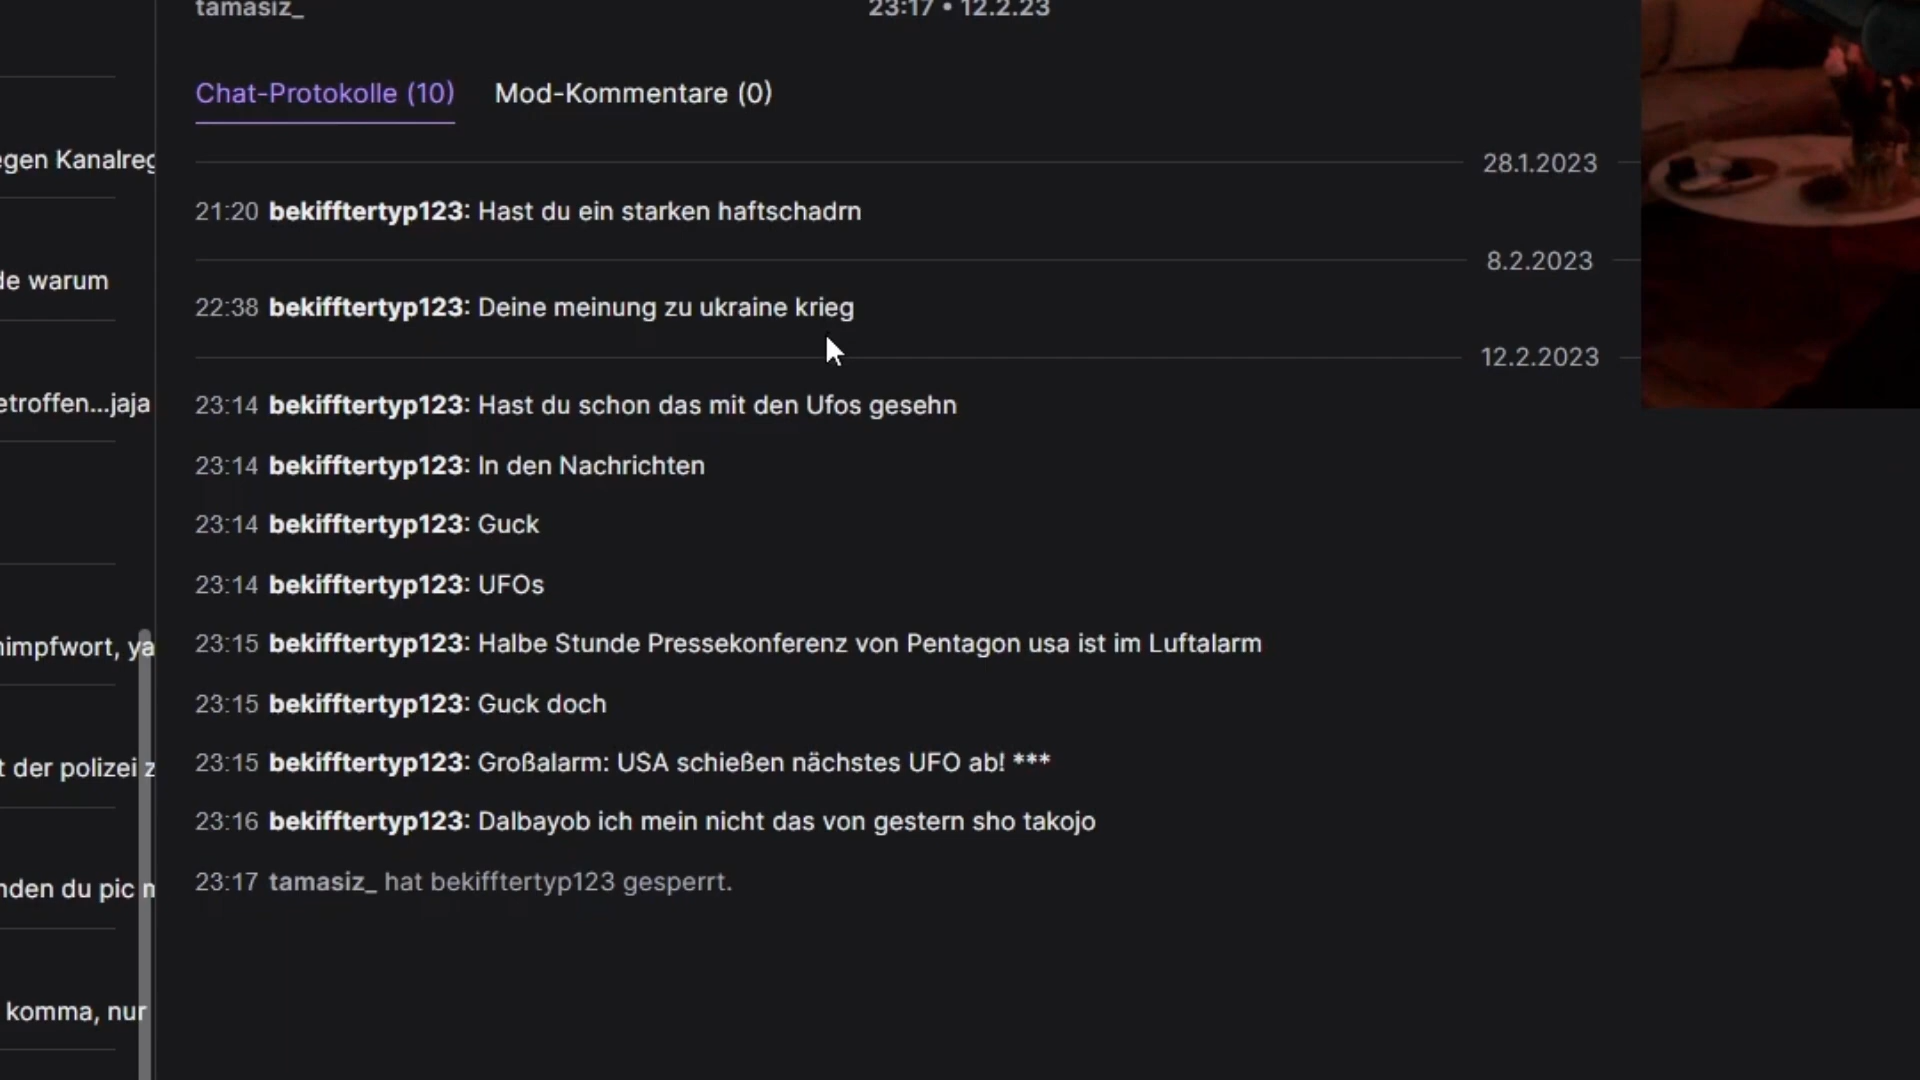 tamasiz_
23:17 • 12.2.23
Chat-Protokolle (10)
Mod-Kommentare (0)
28.1.2023
21:20 bekifftertyp123: Hast du ein starken haftschadrn
8.2.2023
22:38 bekifftertyp123: Deine meinung zu ukraine krieg
12.2.2023
23:14 bekifftertyp123: Hast du schon das mit den Ufos gesehn
23:14 bekifftertyp123: In den Nachrichten
23:14 bekifftertyp123: Guck
23:14 bekifftertyp123: UFOs
23:15 bekifftertyp123: Halbe Stunde Pressekonferenz von Pentagon usa ist im Luftalarm
23:15 bekifftertyp123: Guck doch
23:15 bekifftertyp123: Großalarm: USA schießen nächstes UFO ab! ***
23:16 bekifftertyp123: Dalbayob ich mein nicht das von gestern sho takojo
23:17 tamasiz_ hat bekifftertyp123 gesperrt.
egen Kanalreg
de warum
etroffen...jaja
himpfwort, ya
t der polizei z
nden du pic
komma, nur